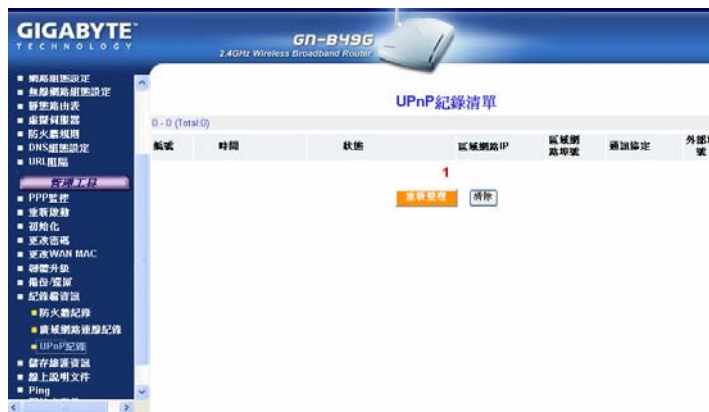 GIGABYTE™
TECHNOLOGY
GN-B49G
2.4GHz Wireless Broadband Router
網路組態設定
無線網路組態設定
靜態路由表
虛擬伺服器
防火牆規則
DNS組態設定
URL阻隔
管理工具
PPP監控
重新啟動
初始化
更改密碼
更改WAN MAC
韌體升級
備份/還原
紀錄檔資訊
防火牆紀錄
廣域網路連線紀錄
UPnP紀錄
儲存維護資訊
線上說明文件
Ping
UPnP紀錄清單
0 - 0 (Total:0)
編號 時間 狀態 區域網路IP 區域網路埠號 通訊協定 外部埠號
1
重新整理 清除